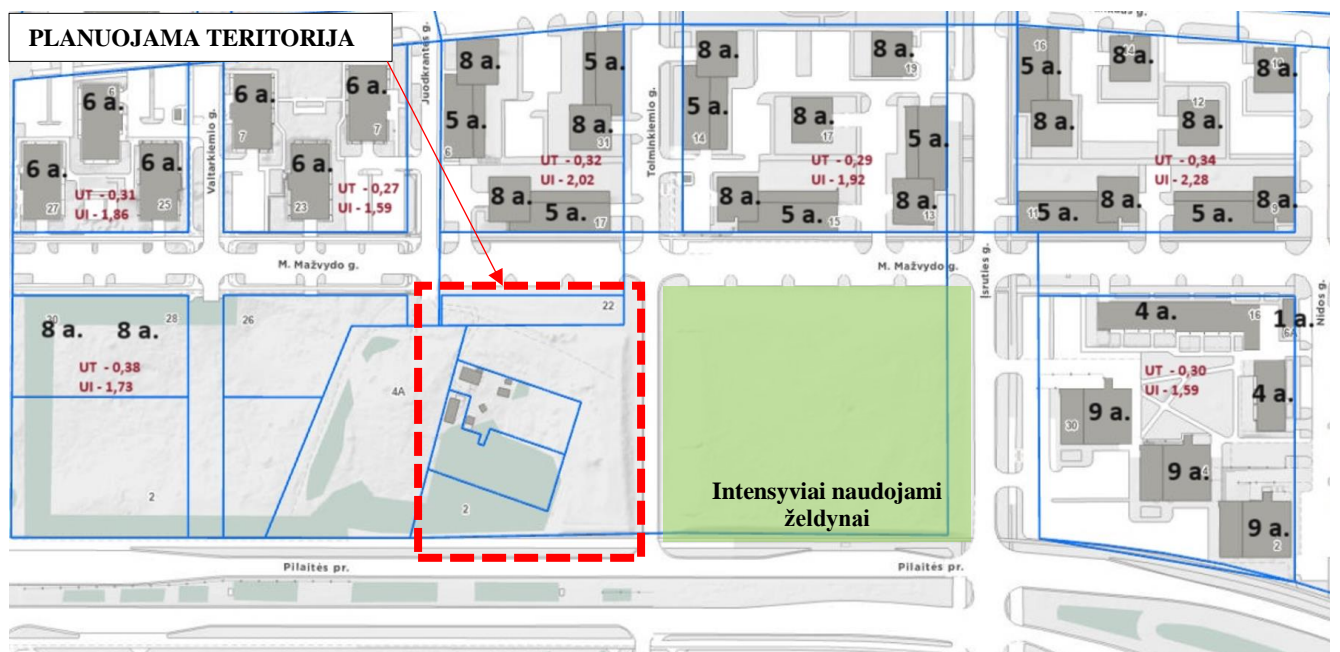 PLANUOJAMA TERITORIJA
Juodkrantės g.
8 a.
5 a.
5 a.
8 a.
31
6
UT - 0,32
UI - 2,02
8 a.
5 a.
17
6 a.
6
6 a.
27
6 a.
25
UT - 0,31
UI - 1,86
Valtarkiemio g.
6 a.
7
6 a.
7
6 a.
23
UT - 0,27
UI - 1,59
Tolminkiemio g.
8 a.
5 a.
14
8 a.
19
8 a.
17
5 a.
UT - 0,29
UI - 1,92
8 a.
5 a.
15
8 a.
13
16
5 a.
8 a.
14
8 a.
8 a.
12
8 a.
UT - 0,34
UI - 2,28
11
5 a.
8 a.
5 a.
8 a.
M. Mažvydo g.
M. Mažvydo g.
Įsruties g.
Nidos g.
30
28
26
22
8 a.
8 a.
UT - 0,38
UI - 1,73
4A
2
2
Intensyviai naudojami
želdynai
4 a.
16
1 a.
6A
UT - 0,30
UI - 1,59
4 a.
9 a.
30
9 a.
4
9 a.
2
Pilaitės pr.
Pilaitės pr.